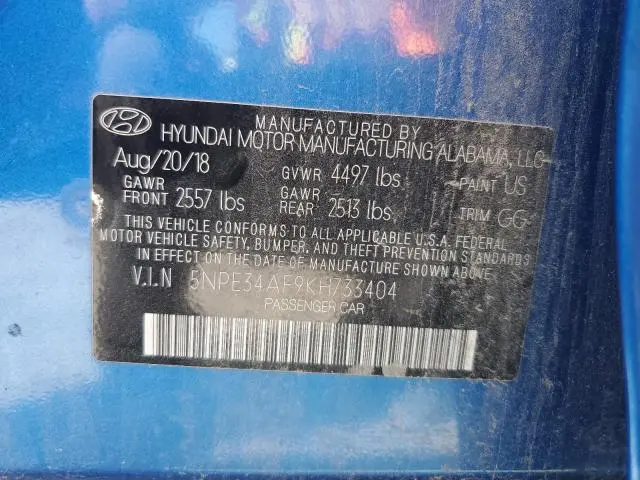 MANUFACTURED BY
HYUNDAI MOTOR MANUFACTURING ALABAMA, LLC
Aug/20/18 GVWR 4497 lbs PAINT US
GAWR FRONT 2557 lbs GAWR REAR 2513 lbs TRIM GG
THIS VEHICLE CONFORMS TO ALL APPLICABLE U.S.A. FEDERAL
MOTOR VEHICLE SAFETY, BUMPER, AND THEFT PREVENTION STANDARDS
IN EFFECT ON THE DATE OF MANUFACTURE SHOWN ABOVE.
V.I.N 5NPE34AF9KH733404
PASSENGER CAR